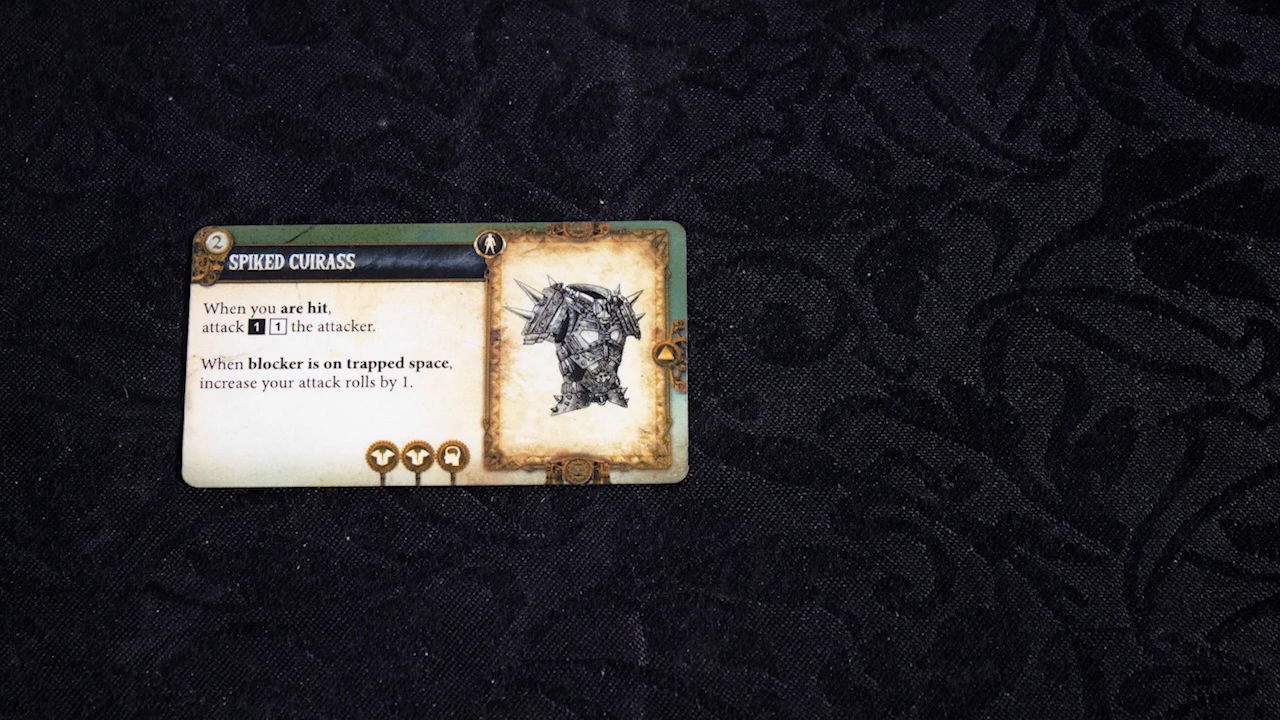 2
SPIKED CUIRASS
When you are hit,
attack 1 1 the attacker.
When blocker is on trapped space,
increase your attack rolls by 1.